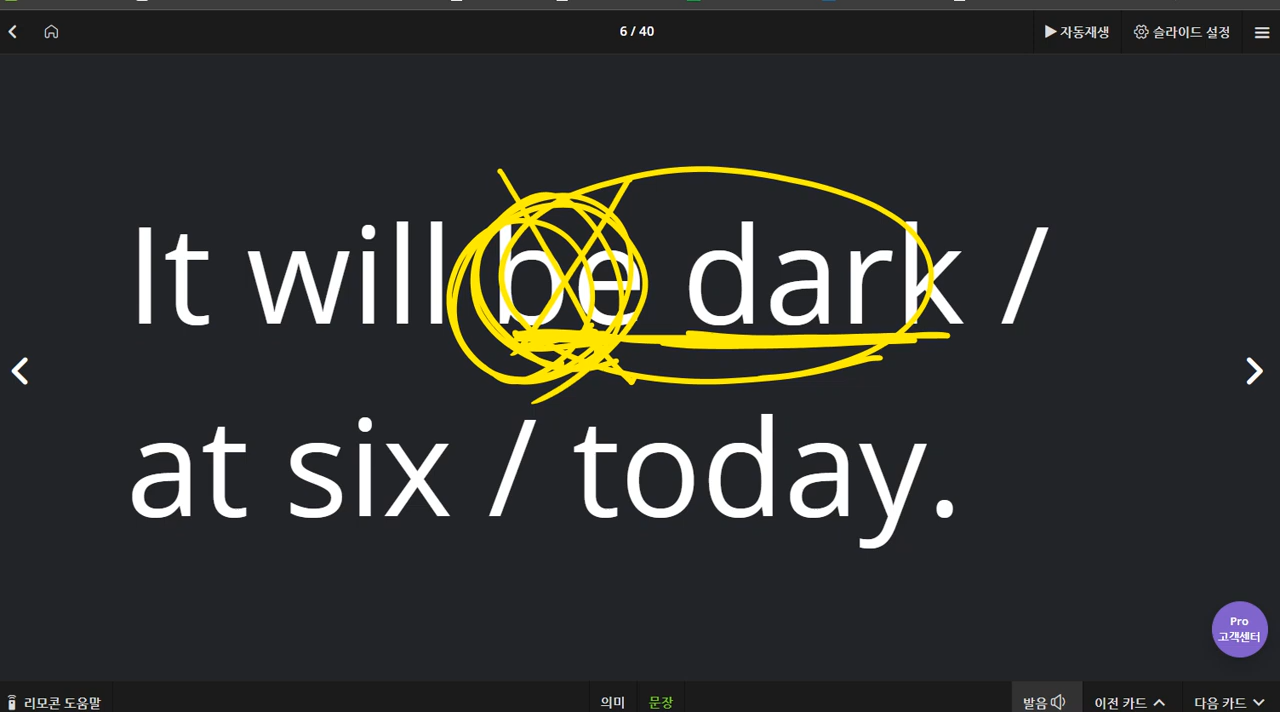 6 / 40
자동재생
슬라이드 설정
It will be dark /
at six / today.
Pro
고객센터
리모콘 도움말
의미
문장
발음
이전 카드
다음 카드